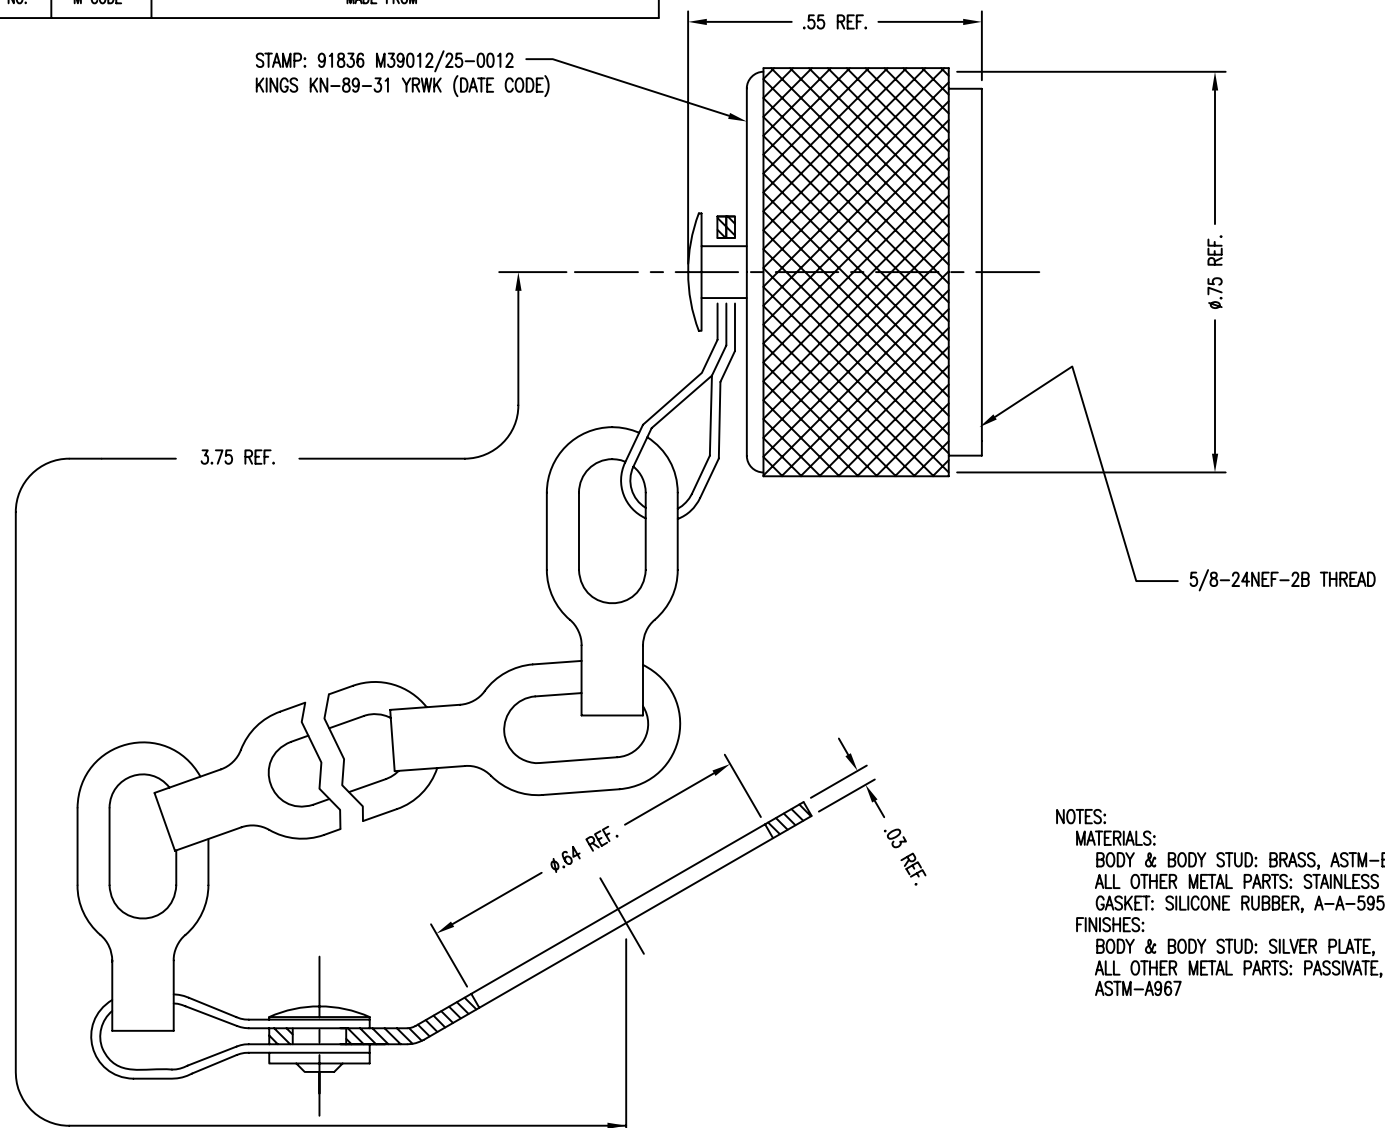 NO. M CODE MADE FROM
.55 REF.
STAMP: 91836 M39012/25-0012
KINGS KN-89-31 YRWK (DATE CODE)
ø.75 REF.
3.75 REF.
5/8-24NEF-2B THREAD
ø.64 REF.
.03 REF.
NOTES:
MATERIALS:
BODY & BODY STUD: BRASS,
ALL OTHER METAL PARTS: STAINLESS
GASKET: SILICONE RUBBER,
FINISHES:
BODY & BODY STUD: SILVER PLATE,
ALL OTHER METAL PARTS: PASSIVATE,
ASTM-A967